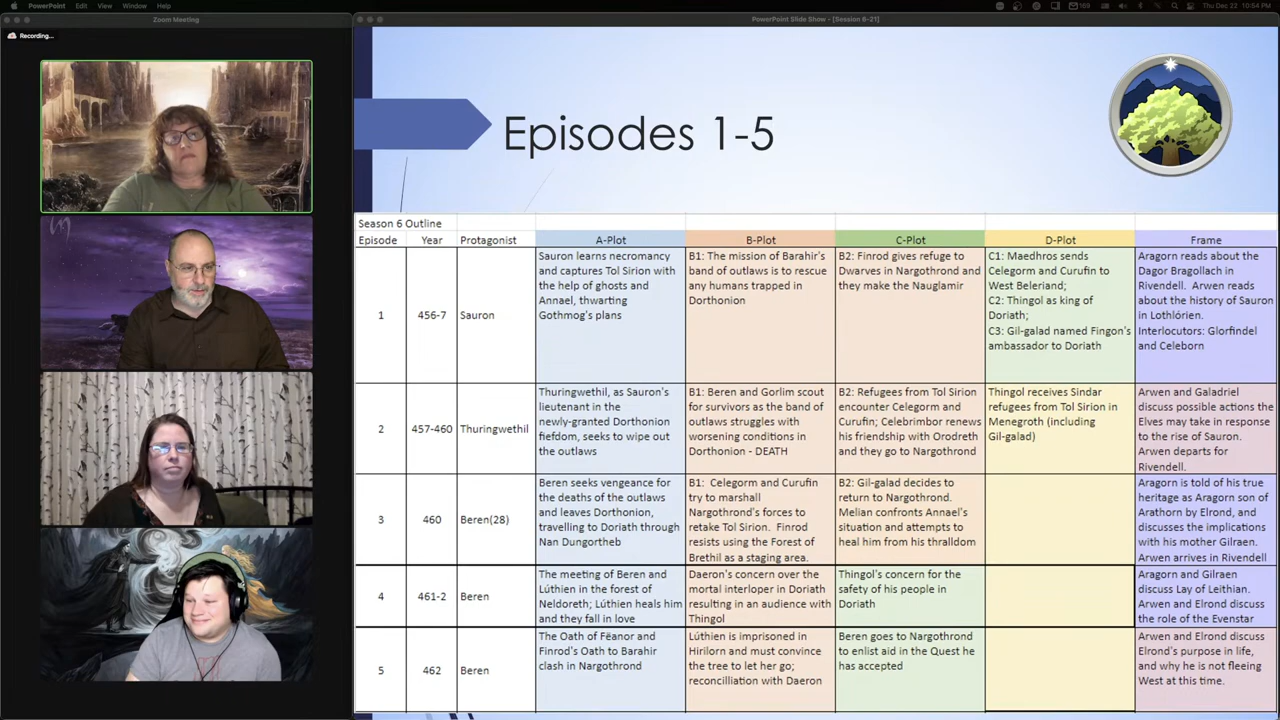 PowerPoint Edit View Window Help
169
Thu Dec 22 10:54 PM
Zoom Meeting
PowerPoint Slide Show - [Session 6-21]
Recording...
Episodes 1-5
Season 6 Outline
Episode Year Protagonist A-Plot B-Plot C-Plot D-Plot Frame
1
456-7
Sauron
Sauron learns necromancy
and captures Tol Sirion with
the help of ghosts and
Annael, thwarting
Gothmog's plans
B1: The mission of Barahir's
band of outlaws is to rescue
any humans trapped in
Dorthonion
B2: Finrod gives refuge to
Dwarves in Nargothrond and
they make the Nauglamir
C1: Maedhros sends
Celegorm and Curufin to
West Beleriand;
C2: Thingol as king of
Doriath;
C3: Gil-galad named Fingon's
ambassador to Doriath
Aragorn reads about the
Dagor Bragollach in
Rivendell. Arwen reads
about the history of Sauron
in Lothlórien.
Interlocutors: Glorfindel
and Celeborn
2
457-460
Thuringwethil
Thuringwethil, as Sauron's
lieutenant in the
newly-granted Dorthonion
fiefdom, seeks to wipe out
the outlaws
B1: Beren and Gorlim scout
for survivors as the band of
outlaws struggles with
worsening conditions in
Dorthonion - DEATH
B2: Refugees from Tol Sirion
encounter Celegorm and
Curufin; Celebrimbor renews
his friendship with Orodreth
and they go to Nargothrond
Thingol receives Sindar
refugees from Tol Sirion in
Menegroth (including
Gil-galad)
Arwen and Galadriel
discuss possible actions the
Elves may take in response
to the rise of Sauron.
Arwen departs for
Rivendell.
3
460
Beren(28)
Beren seeks vengeance for
the deaths of the outlaws
and leaves Dorthonion,
travelling to Doriath through
Nan Dungortheb
B1: Celegorm and Curufin
try to marshall
Nargothrond's forces to
retake Tol Sirion. Finrod
resists using the Forest of
Brethil as a staging area.
B2: Gil-galad decides to
return to Nargothrond.
Melian confronts Annael's
situation and attempts to
heal him from his thralldom
Aragorn is told of his true
heritage as Aragorn son of
Arathorn by Elrond, and
discusses the implications
with his mother Gilraen.
Arwen arrives in Rivendell
4
461-2
Beren
The meeting of Beren and
Lúthien in the forest of
Neldoreth; Lúthien heals him
and they fall in love
Daeron's concern over the
mortal interloper in Doriath
resulting in an audience with
Thingol
Thingol's concern for the
safety of his people in
Doriath
Aragorn and Gilraen
discuss Lay of Leithian.
Arwen and Elrond discuss
the role of the Evenstar
5
462
Beren
The Oath of Fëanor and
Finrod's Oath to Barahir
clash in Nargothrond
Lúthien is imprisoned in
Hirilorn and must convince
the tree to let her go;
reconcilliation with Daeron
Beren goes to Nargothrond
to enlist aid in the Quest he
has accepted
Arwen and Elrond discuss
Elrond's purpose in life,
and why he is not fleeing
West at this time.